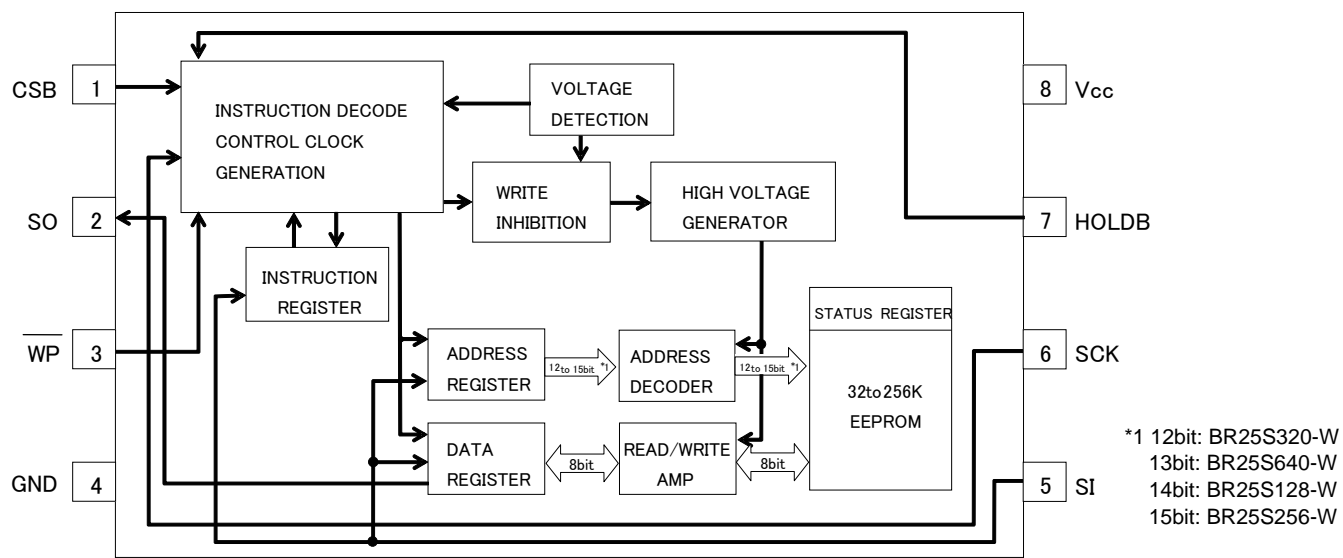 CSB 1
SO 2
WP 3
GND 4
INSTRUCTION DECODE
CONTROL CLOCK
GENERATION
VOLTAGE
DETECTION
WRITE
INHIBITION
HIGH VOLTAGE
GENERATOR
INSTRUCTION
REGISTER
ADDRESS
REGISTER
12to 15bit *1
ADDRESS
DECODER
12to 15bit *1
STATUS REGISTER
32to256K
EEPROM
DATA
REGISTER
8bit
READ/WRITE
AMP
8bit
8 Vcc
7 HOLDB
6 SCK
5 SI
*1 12bit: BR25S320-W
13bit: BR25S640-W
14bit: BR25S128-W
15bit: BR25S256-W